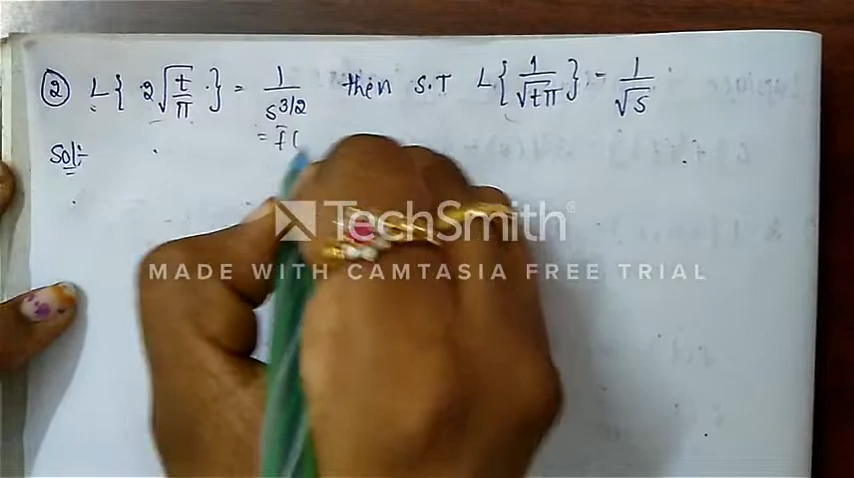 ② L{ 2√(t/π) } = 1/s^{3/2} then S.T L{ 1/√(tπ) } = 1/√s
= f̄(
Sol:-
TechSmith®
MADE WITH CAMTASIA FREE TRIAL